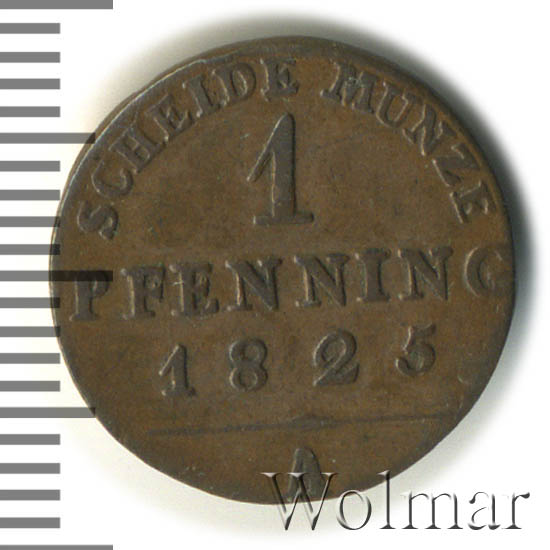 SCHEIDE MUNZE
1
PFENNING
1825
A
Wolmar